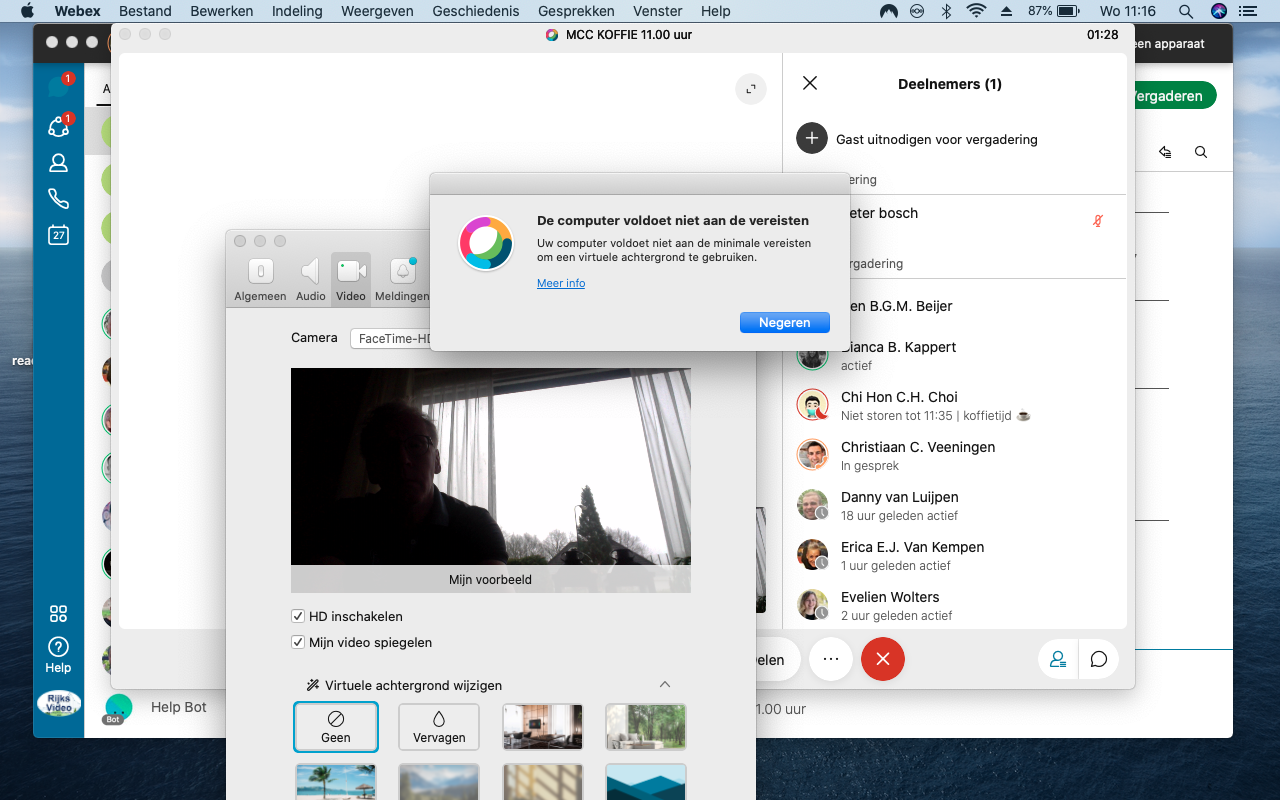 Webex Bestand Bewerken Indeling Weergeven Geschiedenis Gesprekken Venster Help 87% Wo 11:16
MCC KOFFIE 11.00 uur
01:28
een apparaat
1
A
Deelnemers (1)
Vergaderen
1
Gast uitnodigen voor vergadering
ering
De computer voldoet niet aan de vereisten
eter bosch
27
Uw computer voldoet niet aan de minimale vereisten
om een virtuele achtergrond te gebruiken.
rgadering
Meer info
Algemeen Audio Video Meldingen
en B.G.M. Beijer
Negeren
Camera
FaceTime-HD
Bianca B. Kappert
actief
reac
Chi Hon C.H. Choi
Niet storen tot 11:35 | koffietijd ☕
Christiaan C. Veeningen
In gesprek
Danny van Luijpen
18 uur geleden actief
Erica E.J. Van Kempen
1 uur geleden actief
Mijn voorbeeld
Evelien Wolters
2 uur geleden actief
HD inschakelen
Mijn video spiegelen
Help
elen
Virtuele achtergrond wijzigen
Rijks
Video
Bot
Help Bot
1.00 uur
Geen
Vervagen